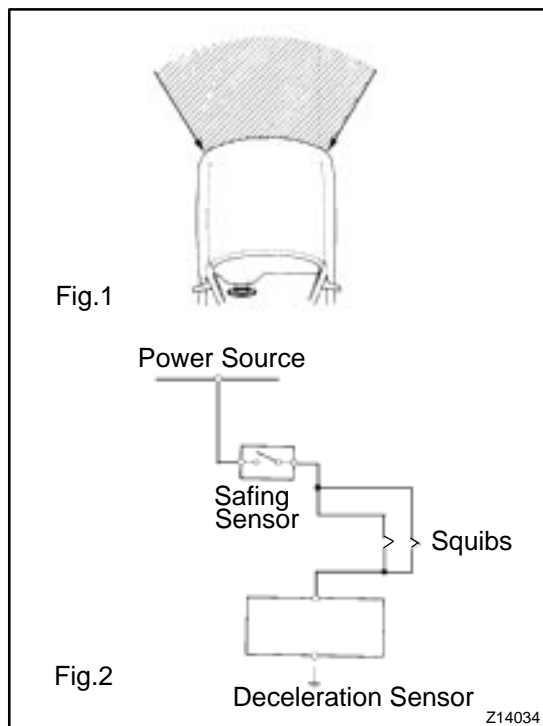 Fig.1
Power Source
Safing
Sensor
Squibs
Fig.2
Deceleration Sensor
Z14034